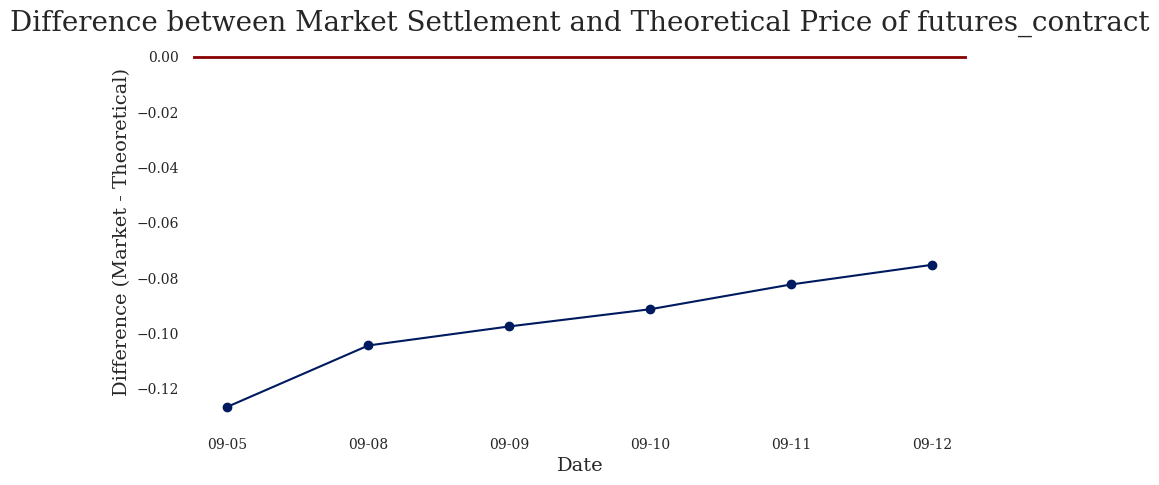 Difference between Market Settlement and Theoretical Price of futures_contract
Difference (Market - Theoretical)
0.00
−0.02
−0.04
−0.06
−0.08
−0.10
−0.12
09-05 09-08 09-09 09-10 09-11 09-12
Date